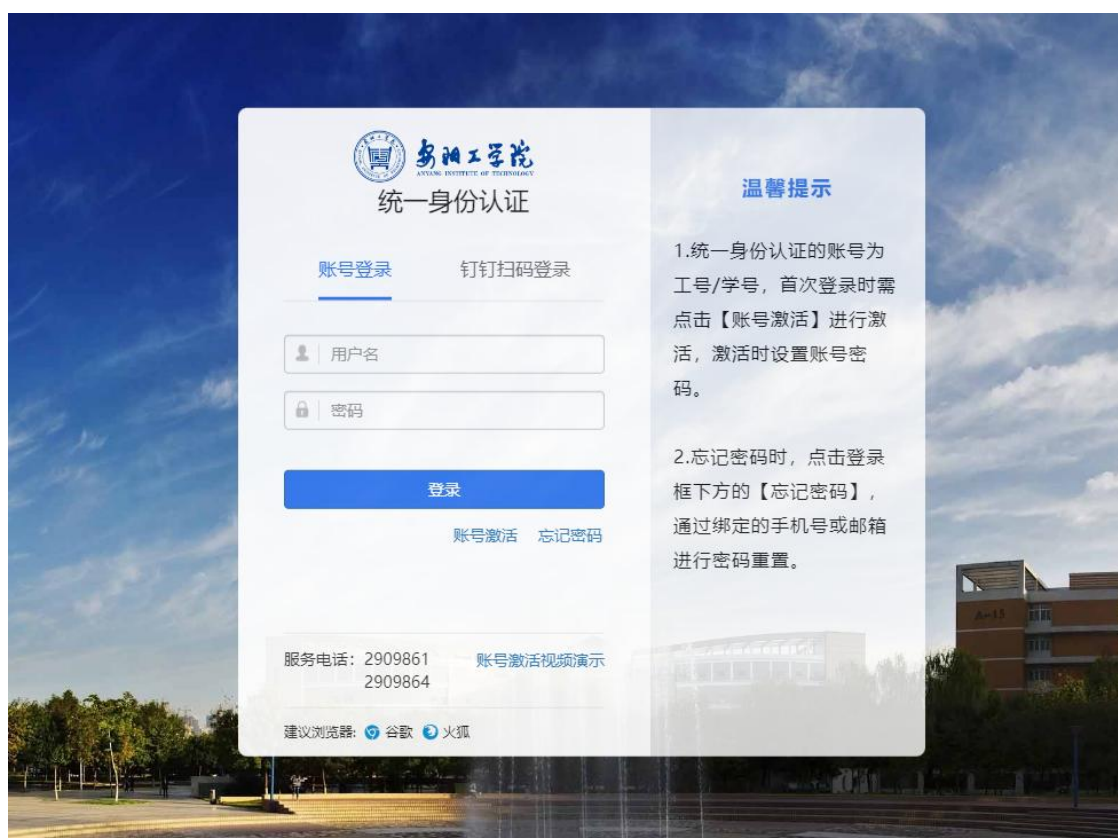 安阳工学院
ANYANG INSTITUTE OF TECHNOLOGY
统一身份认证
账号登录
钉钉扫码登录
用户名
密码
登录
账号激活 忘记密码
服务电话：2909861
2909864
账号激活视频演示
建议浏览器: 谷歌 火狐
温馨提示
1.统一身份认证的账号为
工号/学号，首次登录时需
点击【账号激活】进行激
活，激活时设置账号密
码。
2.忘记密码时，点击登录
框下方的【忘记密码】，
通过绑定的手机号或邮箱
进行密码重置。